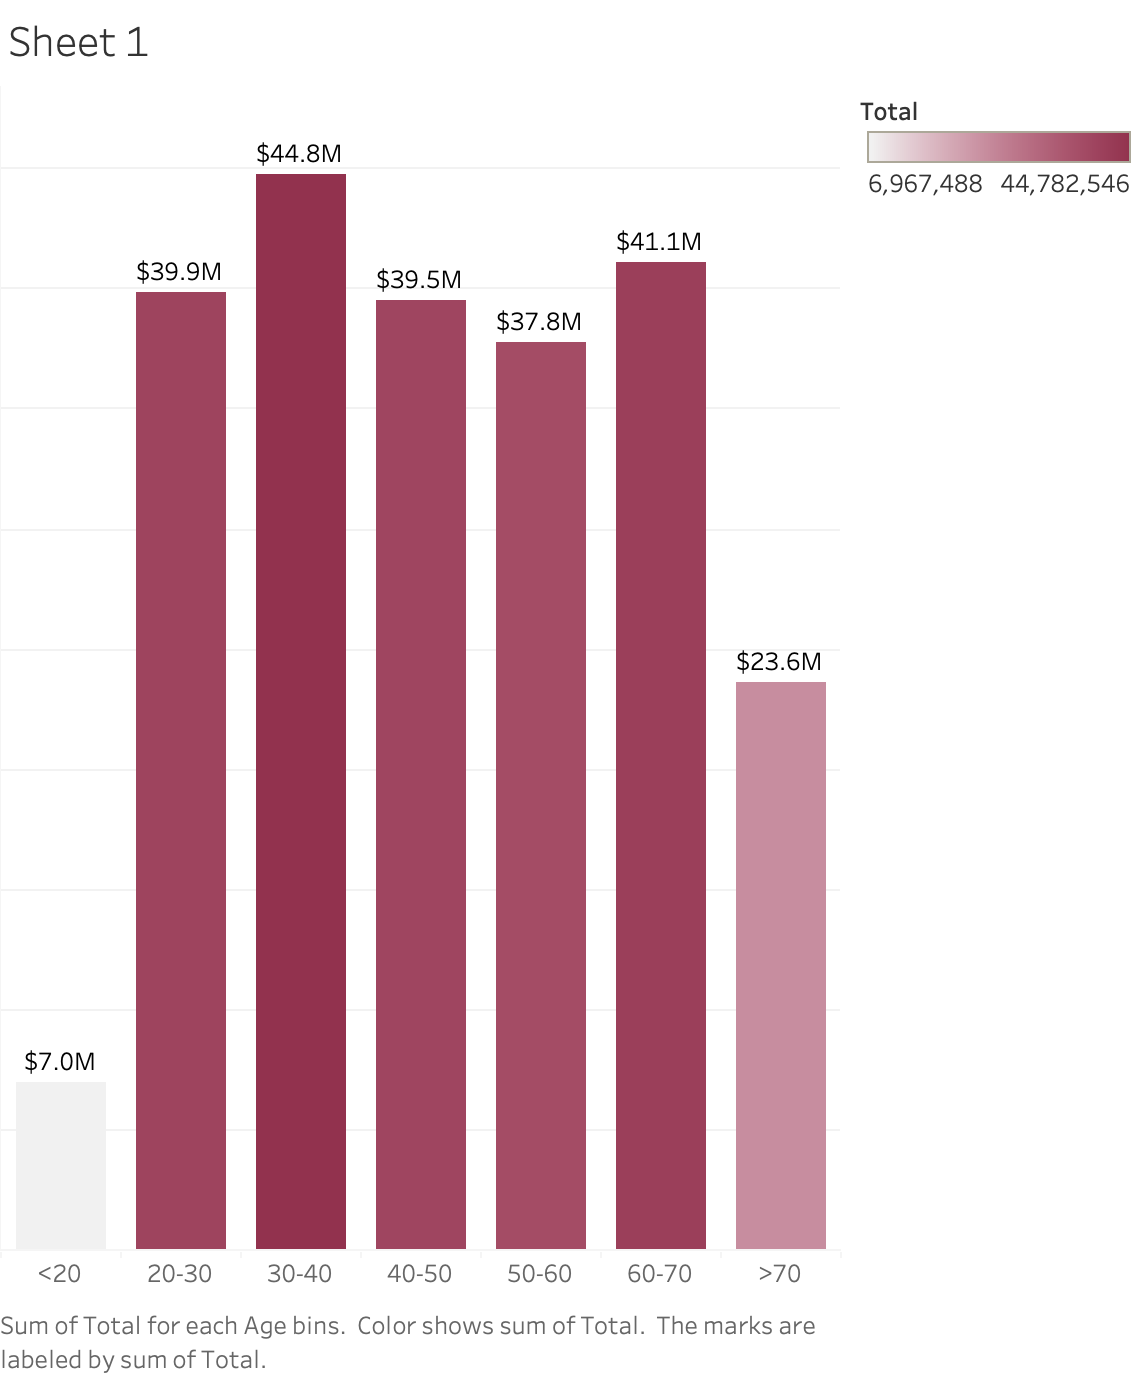 Sheet 1
Total
6,967,488 44,782,546
$44.8M
$41.1M
$39.9M
$39.5M
$37.8M
$23.6M
$7.0M
<20 20-30 30-40 40-50 50-60 60-70 >70
Sum of Total for each Age bins. Color shows sum of Total. The marks are
labeled by sum of Total.